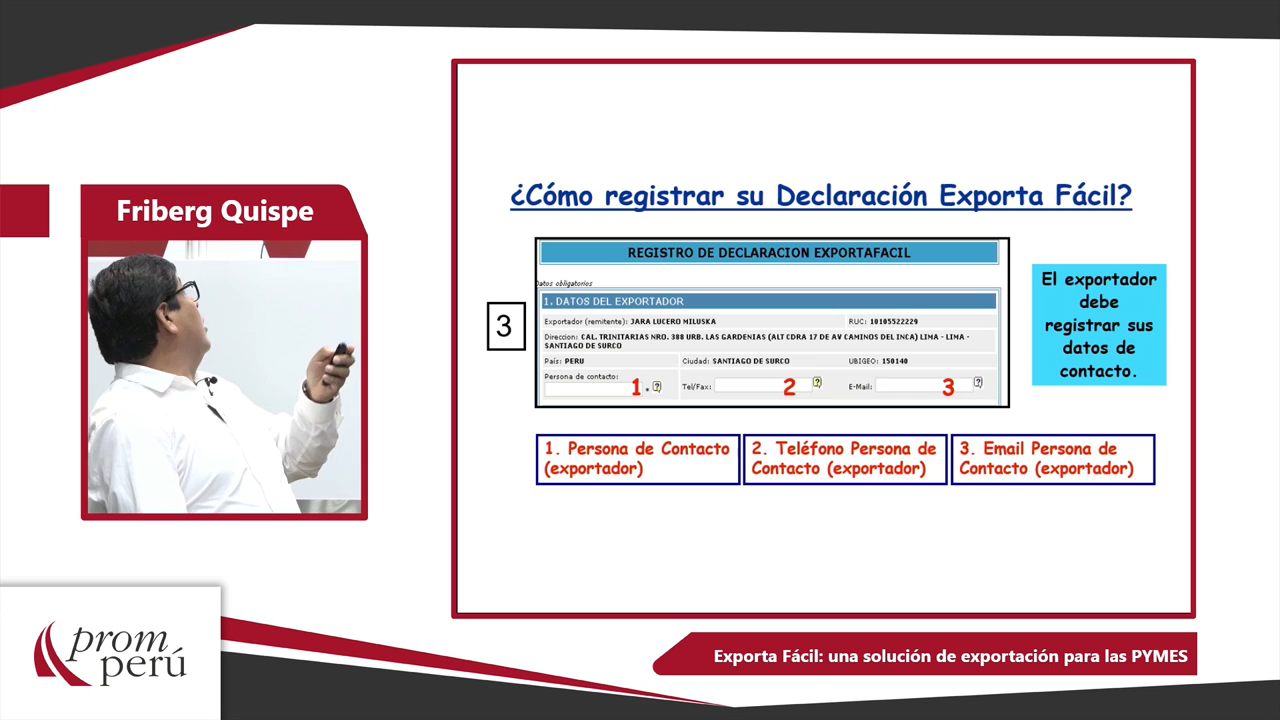 Friberg Quispe
¿Cómo registrar su Declaración Exporta Fácil?
REGISTRO DE DECLARACION EXPORTAFACIL
Datos obligatorios
1. DATOS DEL EXPORTADOR
Exportador (remitente): JARA LUCERO MILUSKA
RUC: 10105522229
Direccion: CAL. TRINITARIAS NRO. 388 URB. LAS GARDENIAS (ALT CDRA 17 DE AV CAMINOS DEL INCA) LIMA - LIMA -
SANTIAGO DE SURCO
País: PERU
Ciudad: SANTIAGO DE SURCO
UBIGEO: 150140
Persona de contacto:
1
*
?
Tel/Fax:
2
?
E-Mail:
3
?
3
El exportador
debe
registrar sus
datos de
contacto.
1. Persona de Contacto
(exportador)
2. Teléfono Persona de
Contacto (exportador)
3. Email Persona de
Contacto (exportador)
prom
perú
Exporta Fácil: una solución de exportación para las PYMES